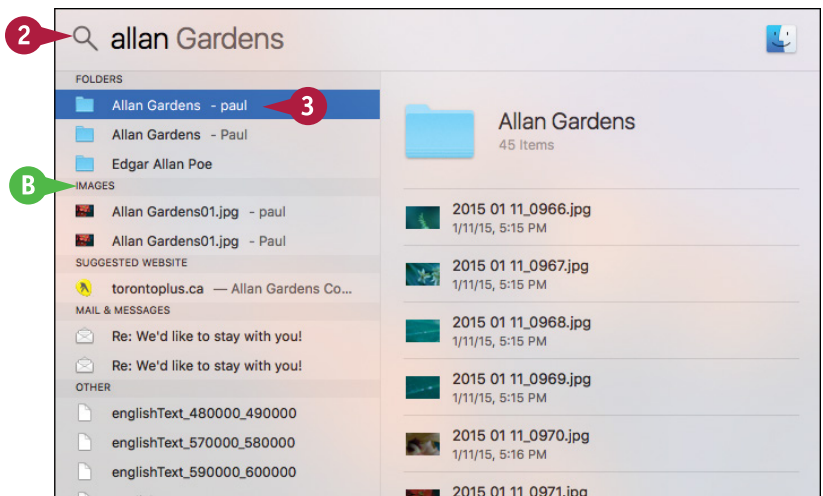 2
allan Gardens
FOLDERS
Allan Gardens - paul
3
Allan Gardens - Paul
Edgar Allan Poe
B
IMAGES
Allan Gardens01.jpg - paul
Allan Gardens01.jpg - Paul
SUGGESTED WEBSITE
torontoplus.ca — Allan Gardens Co...
MAIL & MESSAGES
Re: We'd like to stay with you!
Re: We'd like to stay with you!
OTHER
englishText_480000_490000
englishText_570000_580000
englishText_590000_600000
Allan Gardens
45 Items
2015 01 11_0966.jpg
1/11/15, 5:15 PM
2015 01 11_0967.jpg
1/11/15, 5:15 PM
2015 01 11_0968.jpg
1/11/15, 5:15 PM
2015 01 11_0969.jpg
1/11/15, 5:15 PM
2015 01 11_0970.jpg
1/11/15, 5:16 PM
2015 01 11_0971.jpg